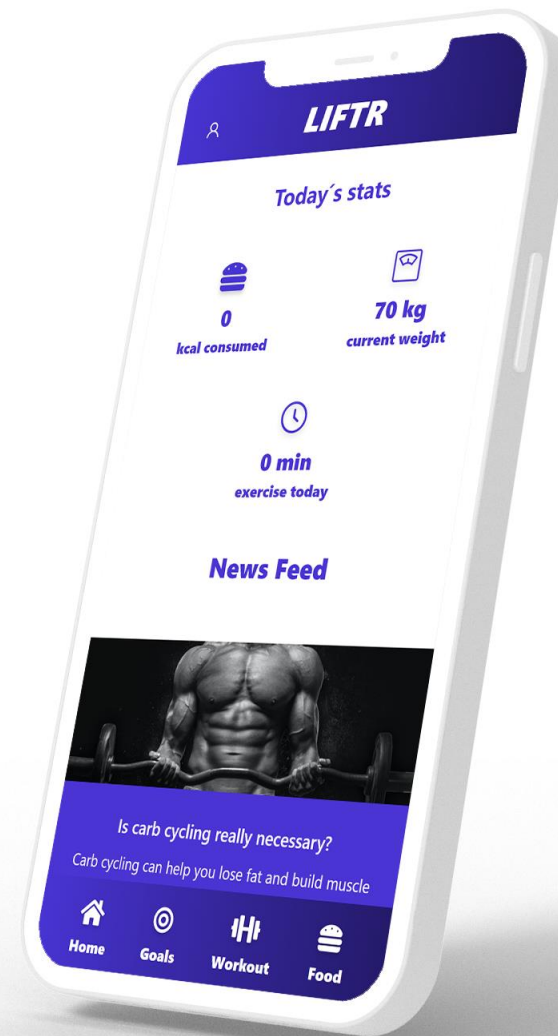 LIFTR
Today´s stats
0
kcal consumed
70 kg
current weight
0 min
exercise today
News Feed
Is carb cycling really necessary?
Carb cycling can help you lose fat and build muscle
Home
Goals
Workout
Food